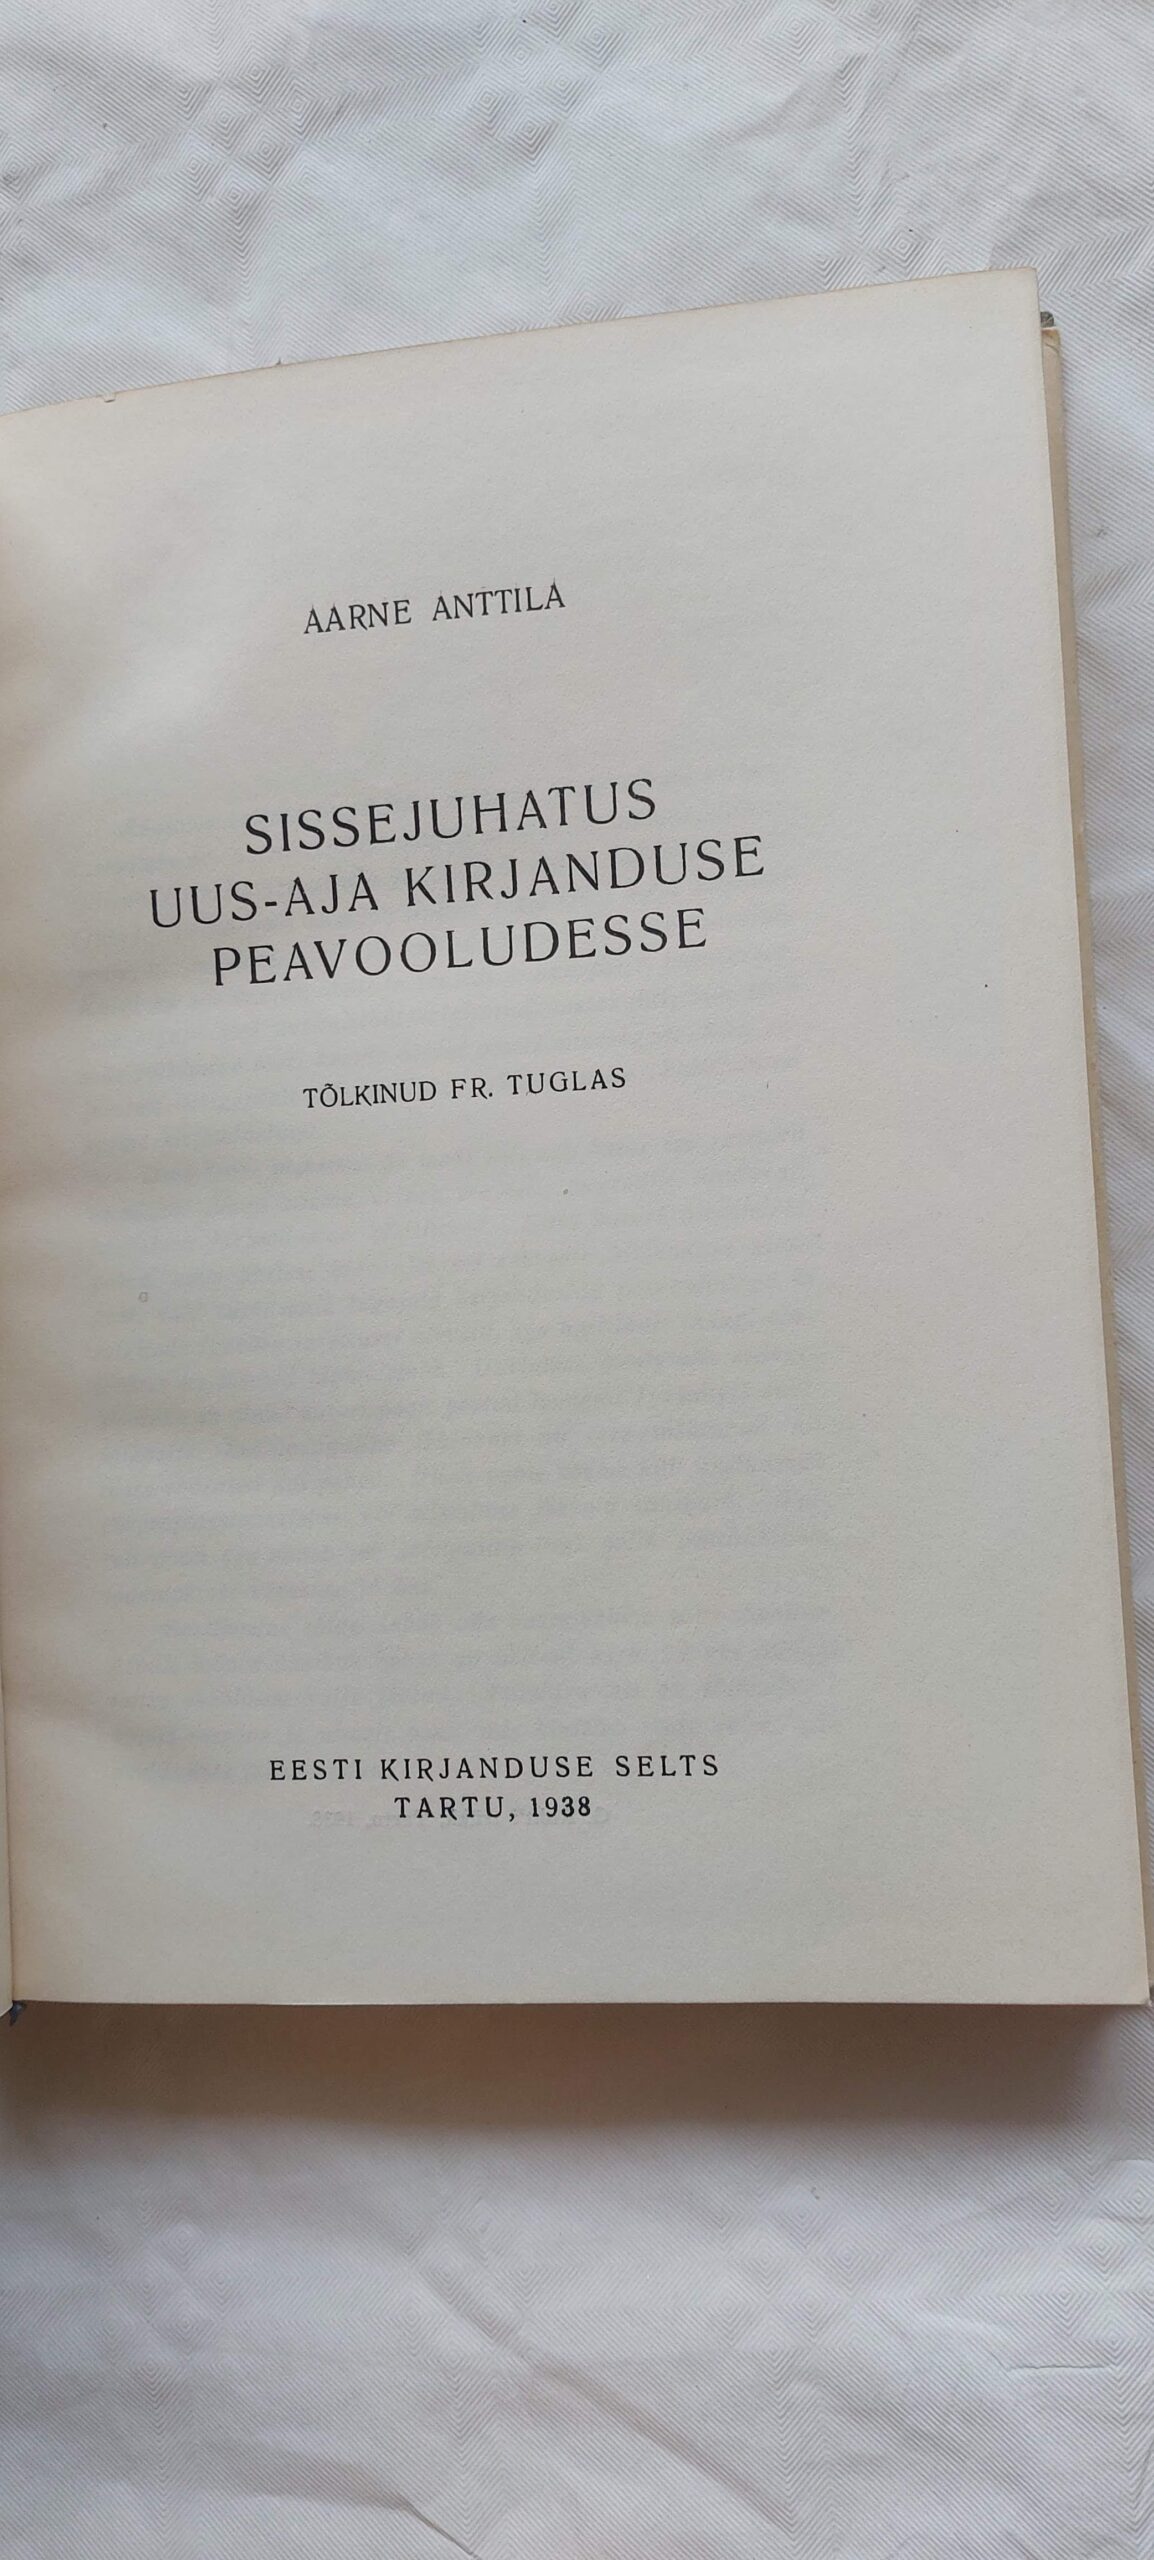 AARNE ANTTILA
SISSEJUHATUS
UUS-AJA KIRJANDUSE
PEAVOOLUDESSE
TÕLKINUD FR. TUGLAS
EESTI KIRJANDUSE SELTS
TARTU, 1938